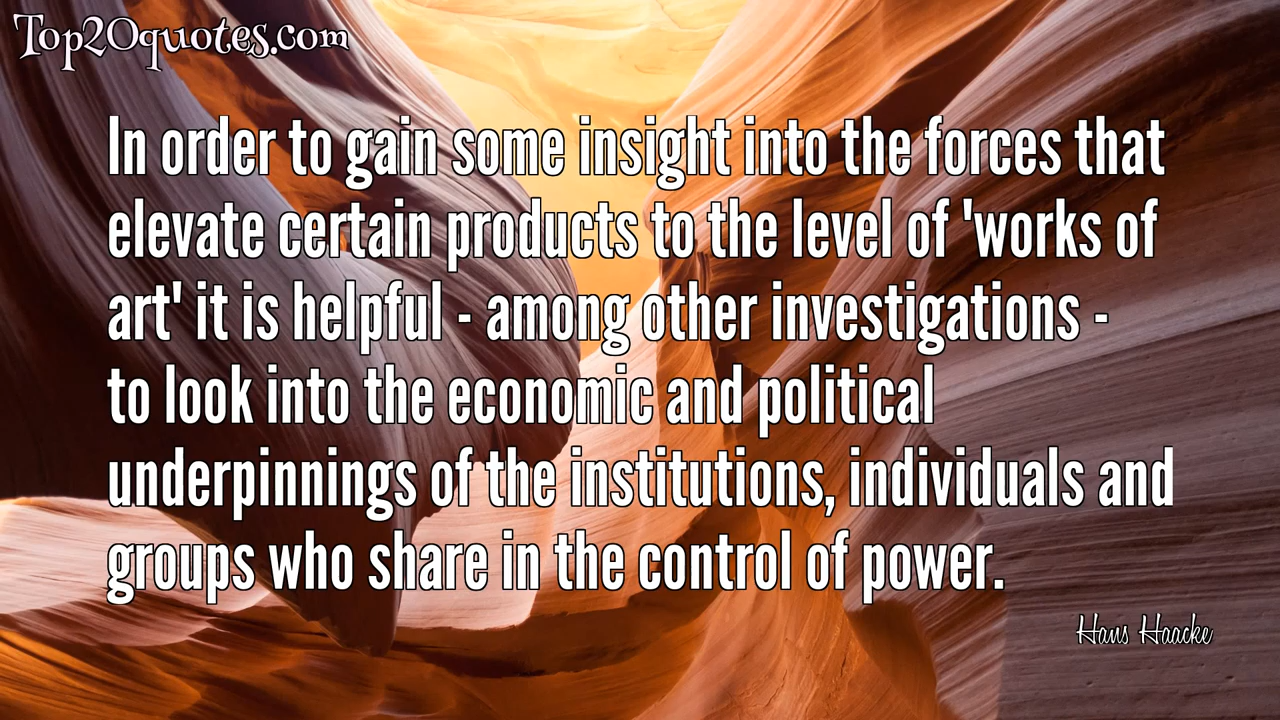 Top20quotes.com
In order to gain some insight into the forces that
elevate certain products to the level of 'works of
art' it is helpful - among other investigations -
to look into the economic and political
underpinnings of the institutions, individuals and
groups who share in the control of power.
Hans Haacke